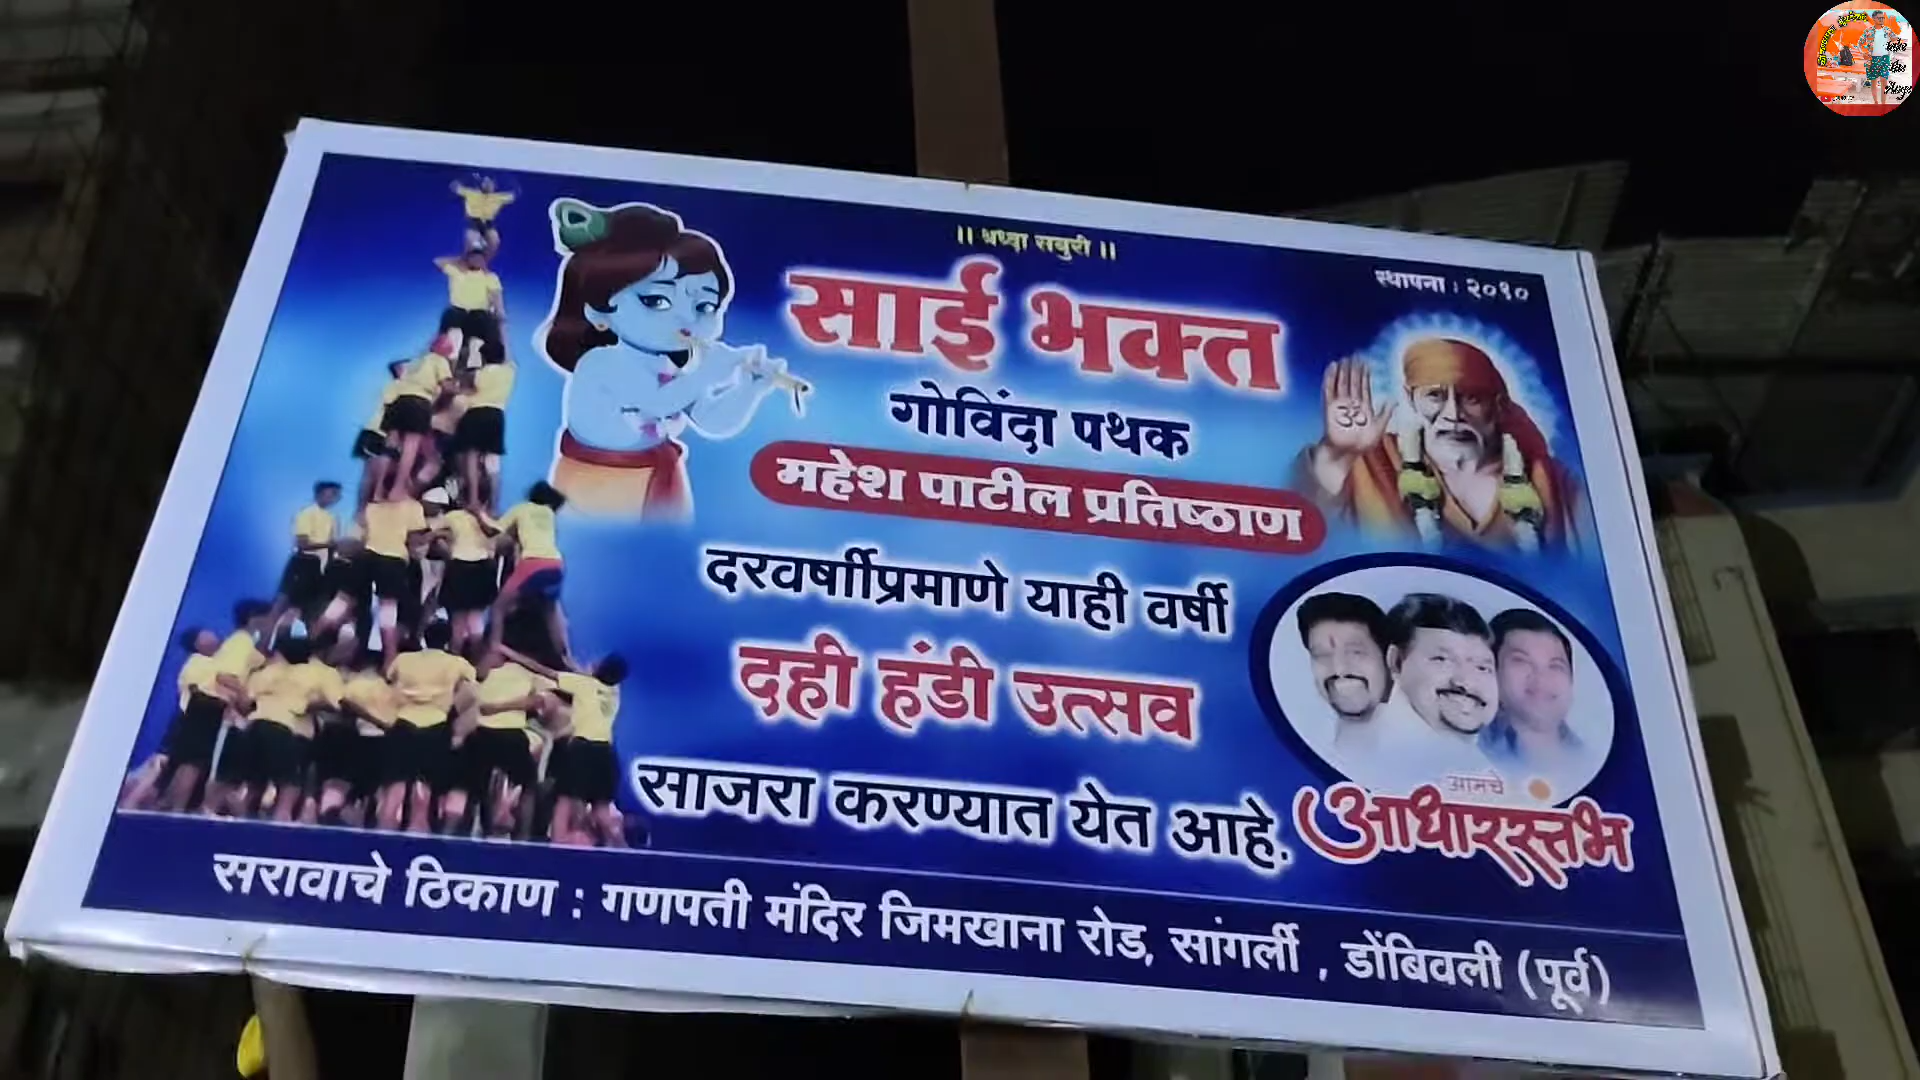 ॥ श्रध्दा सबुरी ॥
स्थापना : २०१०
साई भक्त
गोविंदा पथक
महेश पाटील प्रतिष्ठाण
दरवर्षीप्रमाणे याही वर्षी
दही हंडी उत्सव
साजरा करण्यात येत आहे.
आमचे
आधारस्तंभ
सरावाचे ठिकाण : गणपती मंदिर जिमखाना रोड, सांगर्ली , डोंबिवली (पूर्व)
ॐ